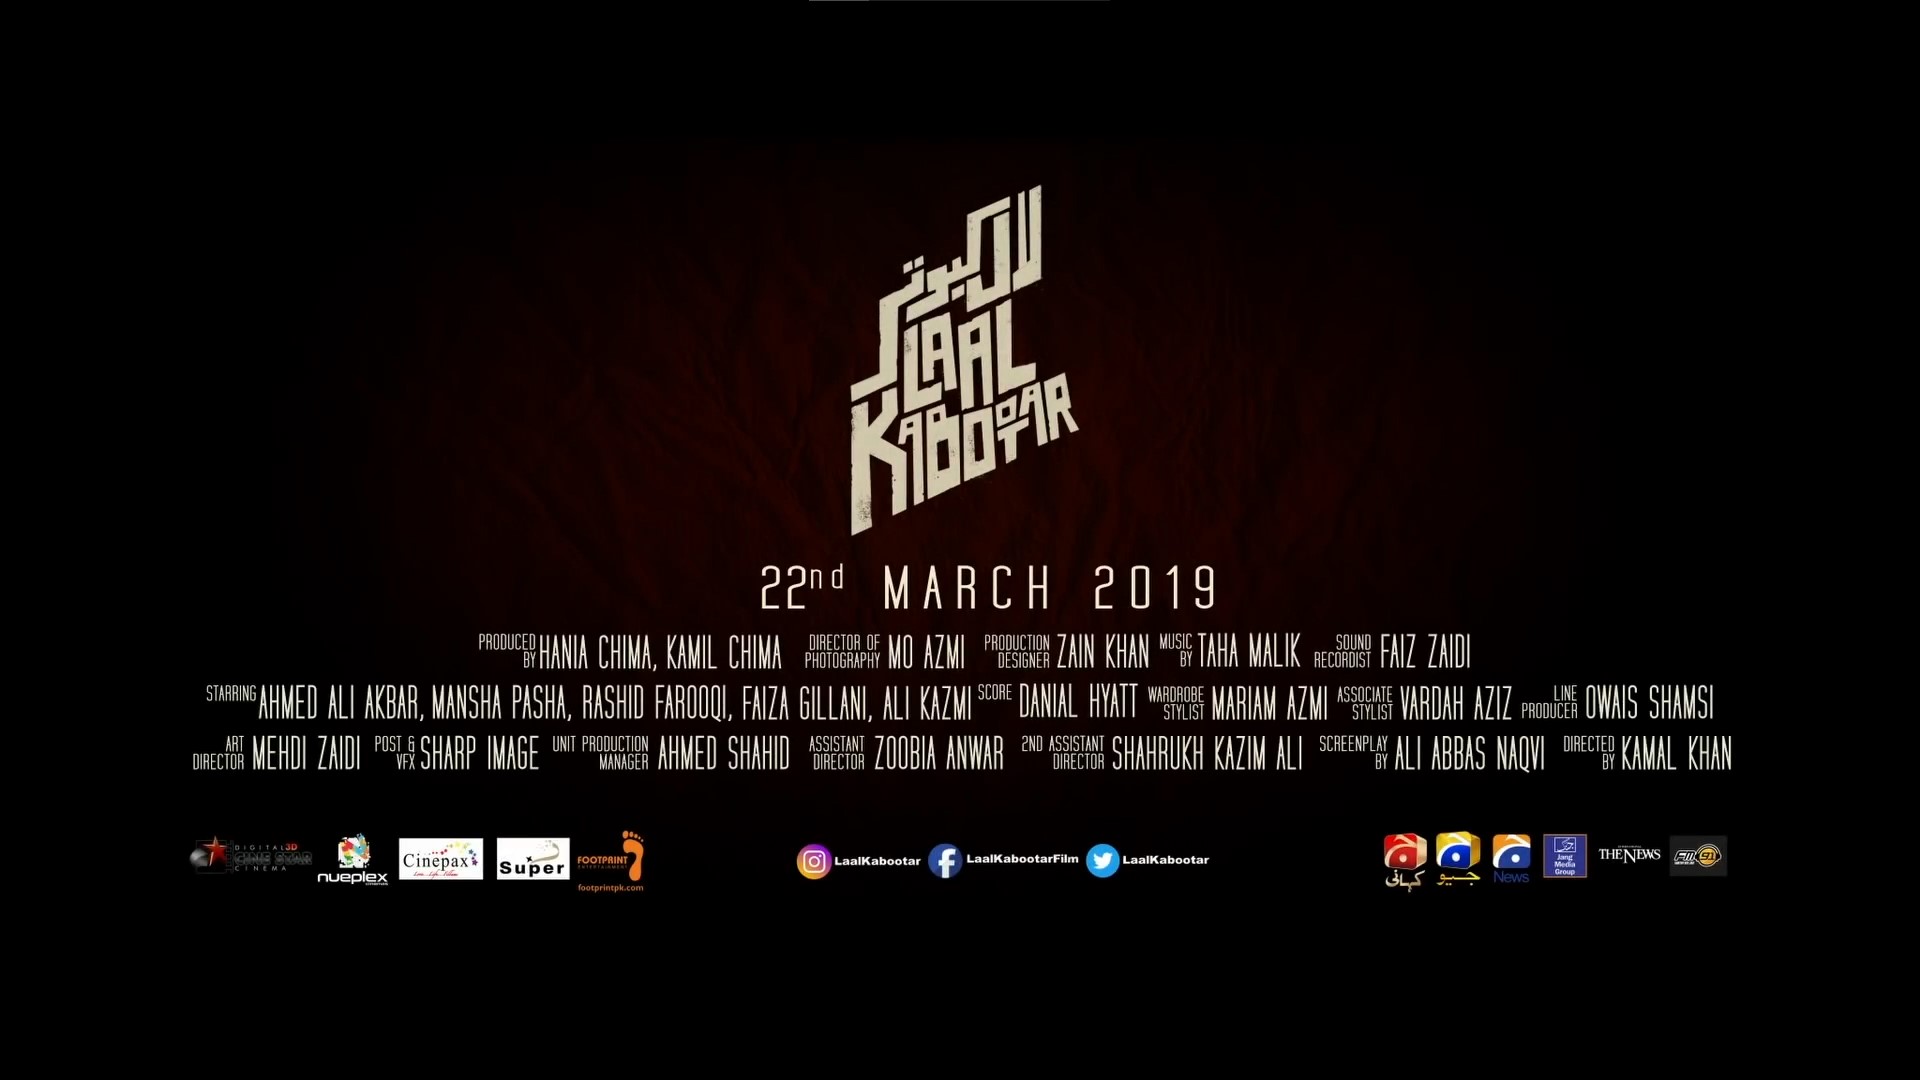 لال کبوتر
LAAL
KABOOTAR
22nd MARCH 2019
PRODUCED BY HANIA CHIMA, KAMIL CHIMA DIRECTOR OF PHOTOGRAPHY MO AZMI PRODUCTION DESIGNER ZAIN KHAN MUSIC BY TAHA MALIK SOUND RECORDIST FAIZ ZAIDI
STARRING AHMED ALI AKBAR, MANSHA PASHA, RASHID FAROOQI, FAIZA GILLANI, ALI KAZMI SCORE DANIAL HYATT WARDROBE STYLIST MARIAM AZMI ASSOCIATE STYLIST VARDAH AZIZ LINE PRODUCER OWAIS SHAMSI
ART DIRECTOR MEHDI ZAIDI POST & VFX SHARP IMAGE UNIT PRODUCTION MANAGER AHMED SHAHID ASSISTANT DIRECTOR ZOOBIA ANWAR 2ND ASSISTANT DIRECTOR SHAHRUKH KAZIM ALI SCREENPLAY BY ALI ABBAS NAQVI DIRECTED BY KAMAL KHAN
DIGITAL 3D CINE STAR CINEMA
nueplex
Cinepax
Super
FOOTPRINT ENTERTAINMENT
footprintpk.com
LaalKabootar LaalKabootarFilm LaalKabootar
کہانی
جیو
News
Jang Media Group
THE NEWS
FM 91